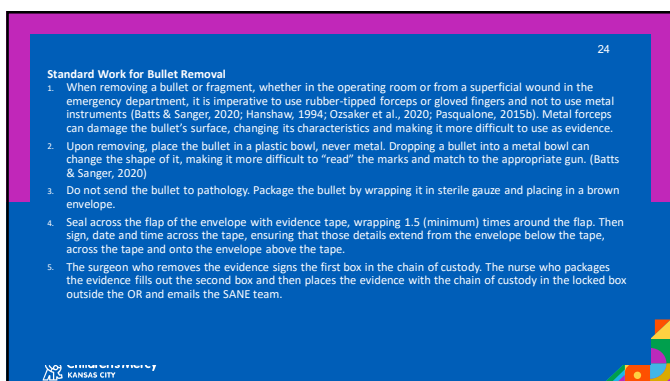 24
Standard Work for Bullet Removal
1. When removing a bullet or fragment, whether in the operating room or from a superficial wound in the
emergency department, it is imperative to use rubber-tipped forceps or gloved fingers and not to use metal
instruments (Batts & Sanger, 2020; Hanshaw, 1994; Ozsaker et al., 2020; Pasqualone, 2015b). Metal forceps
can damage the bullet's surface, changing its characteristics and making it more difficult to use as evidence.
2. Upon removing, place the bullet in a plastic bowl, never metal. Dropping a bullet into a metal bowl can
change the shape of it, making it more difficult to “read” the marks and match to the appropriate gun. (Batts
& Sanger, 2020)
3. Do not send the bullet to pathology. Package the bullet by wrapping it in sterile gauze and placing in a brown
envelope.
4. Seal across the flap of the envelope with evidence tape, wrapping 1.5 (minimum) times around the flap. Then
sign, date and time across the tape, ensuring that those details extend from the envelope below the tape,
across the tape and onto the envelope above the tape.
5. The surgeon who removes the evidence signs the first box in the chain of custody. The nurse who packages
the evidence fills out the second box and then places the evidence with the chain of custody in the locked box
outside the OR and emails the SANE team.
Children's Mercy
KANSAS CITY